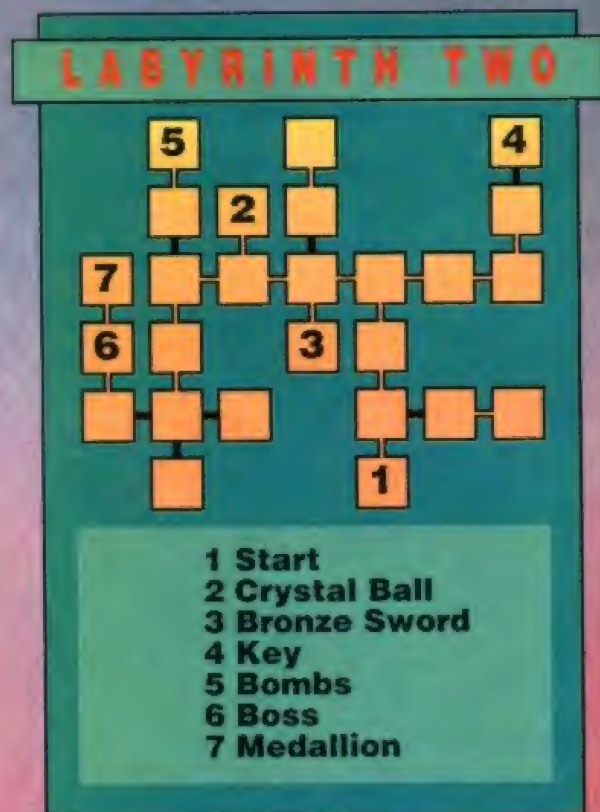 LABYRINTH TWO
5
4
2
7
6
3
1
1 Start
2 Crystal Ball
3 Bronze Sword
4 Key
5 Bombs
6 Boss
7 Medallion